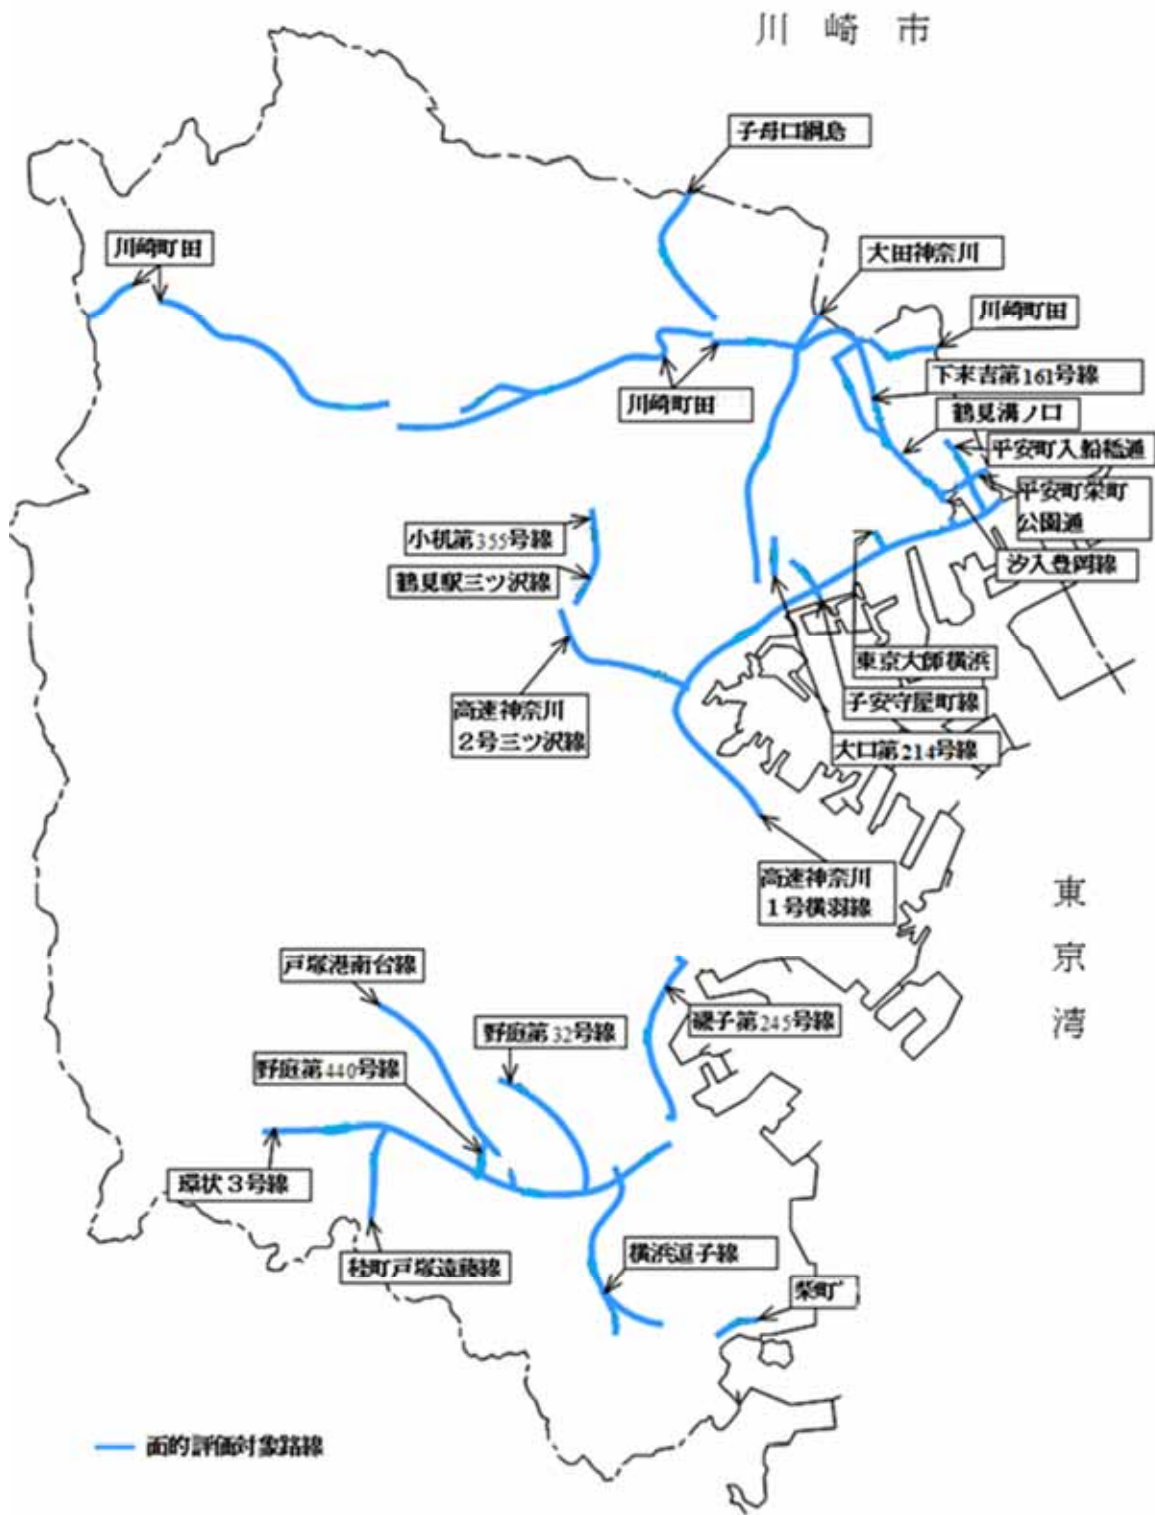 川崎市
子母口綱島
川崎町田
大田神奈川
川崎町田
下末吉第161号線
川崎町田
鶴見溝ノ口
平安町入船橋通
平安町栄町
公園通
小机第355号線
汐入豊岡線
鶴見駅三ツ沢線
東京大師横浜
子安守屋町線
高速神奈川
2号三ツ沢線
大口第214号線
高速神奈川
1号横羽線
東京湾
戸塚港南台線
磯子第245号線
野庭第32号線
野庭第440号線
環状3号線
横浜逗子線
桂町戸塚遠藤線
柴町
面的評価対象路線